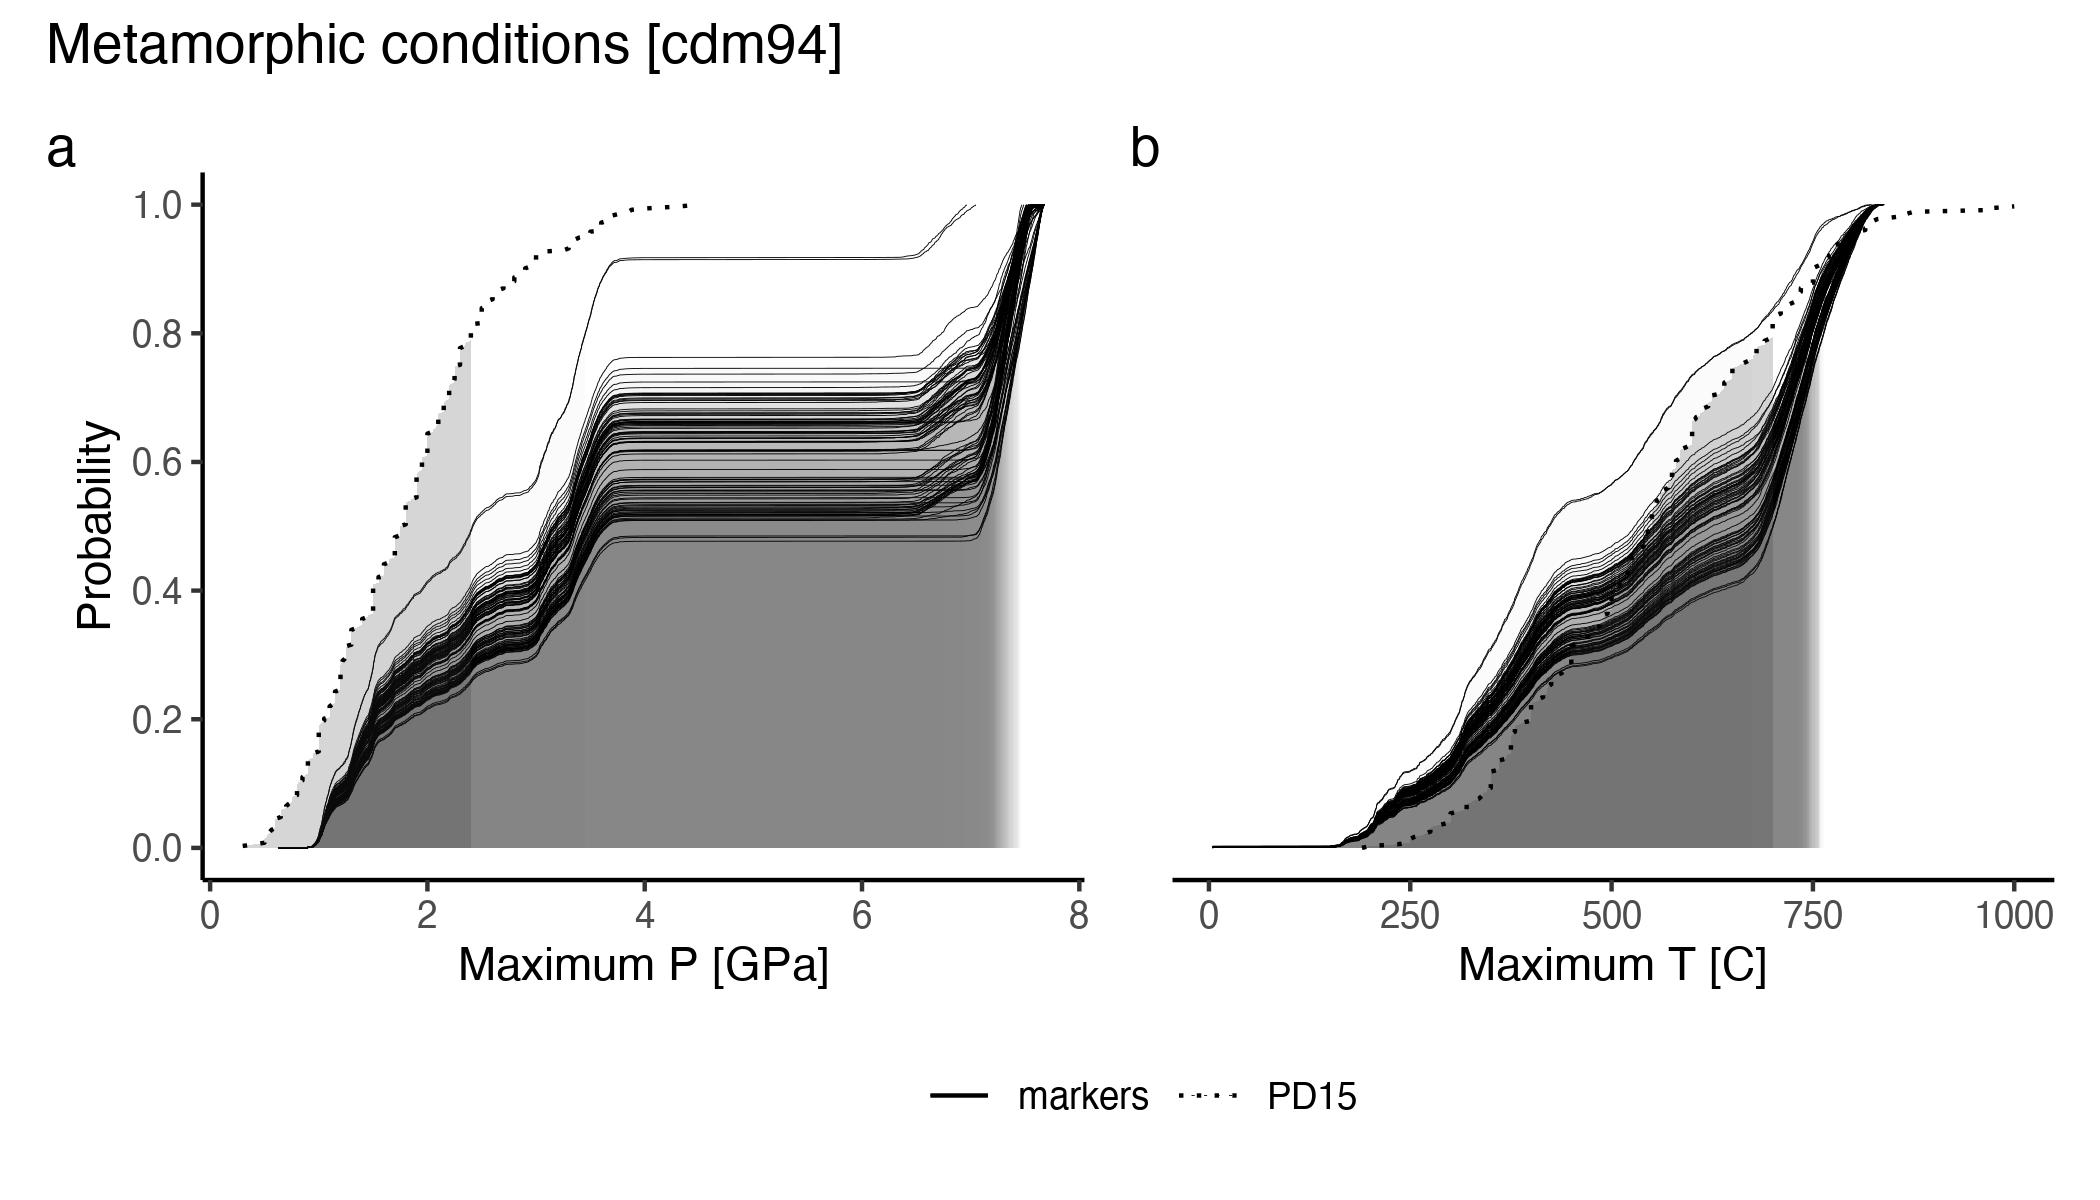 Metamorphic conditions [cdm94]
a
b
Probability
1.0
0.8
0.6
0.4
0.2
0.0
0 2 4 6 8
Maximum P [GPa]
0 250 500 750 1000
Maximum T [C]
markers PD15